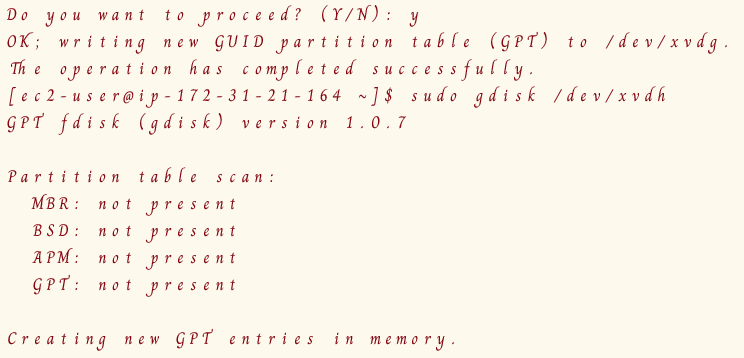 Do you want to proceed? (Y/N): y
OK; writing new GUID partition table (GPT) to /dev/xvdg.
The operation has completed successfully.
[ec2-user@ip-172-31-21-164 ~]$ sudo gdisk /dev/xvdh
GPT fdisk (gdisk) version 1.0.7

Partition table scan:
  MBR: not present
  BSD: not present
  APM: not present
  GPT: not present

Creating new GPT entries in memory.